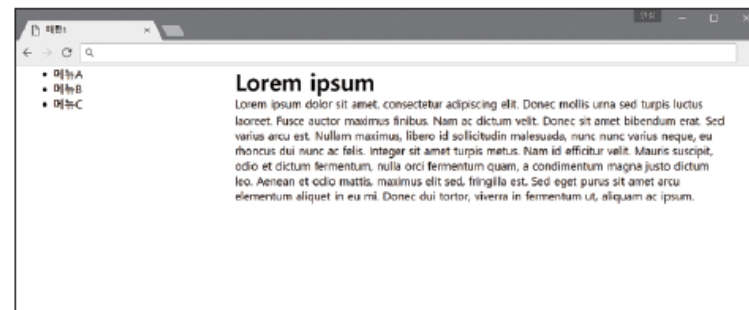 메뉴A
메뉴B
메뉴C
Lorem ipsum
Lorem ipsum dolor sit amet, consectetur adipiscing elit. Donec mollis urna sed turpis luctus
laoreet. Fusce auctor maximus finibus. Nam ac dictum velit. Donec sit amet bibendum erat. Sed
varius arcu est. Nullam maximus, libero id sollicitudin malesuada, nunc nunc varius neque, eu
rhoncus dui nunc ac felis. Integer sit amet turpis metus. Nam id efficitur velit. Mauris suscipit,
odio et dictum fermentum, nulla orci fermentum quam, a condimentum magna justo dictum
leo. Aenean et odio mattis, maximus elit sed, fringilla est. Sed eget purus sit amet arcu
elementum aliquet in eu mi. Donec dui tortor, viverra in fermentum ut, aliquam ac ipsum.